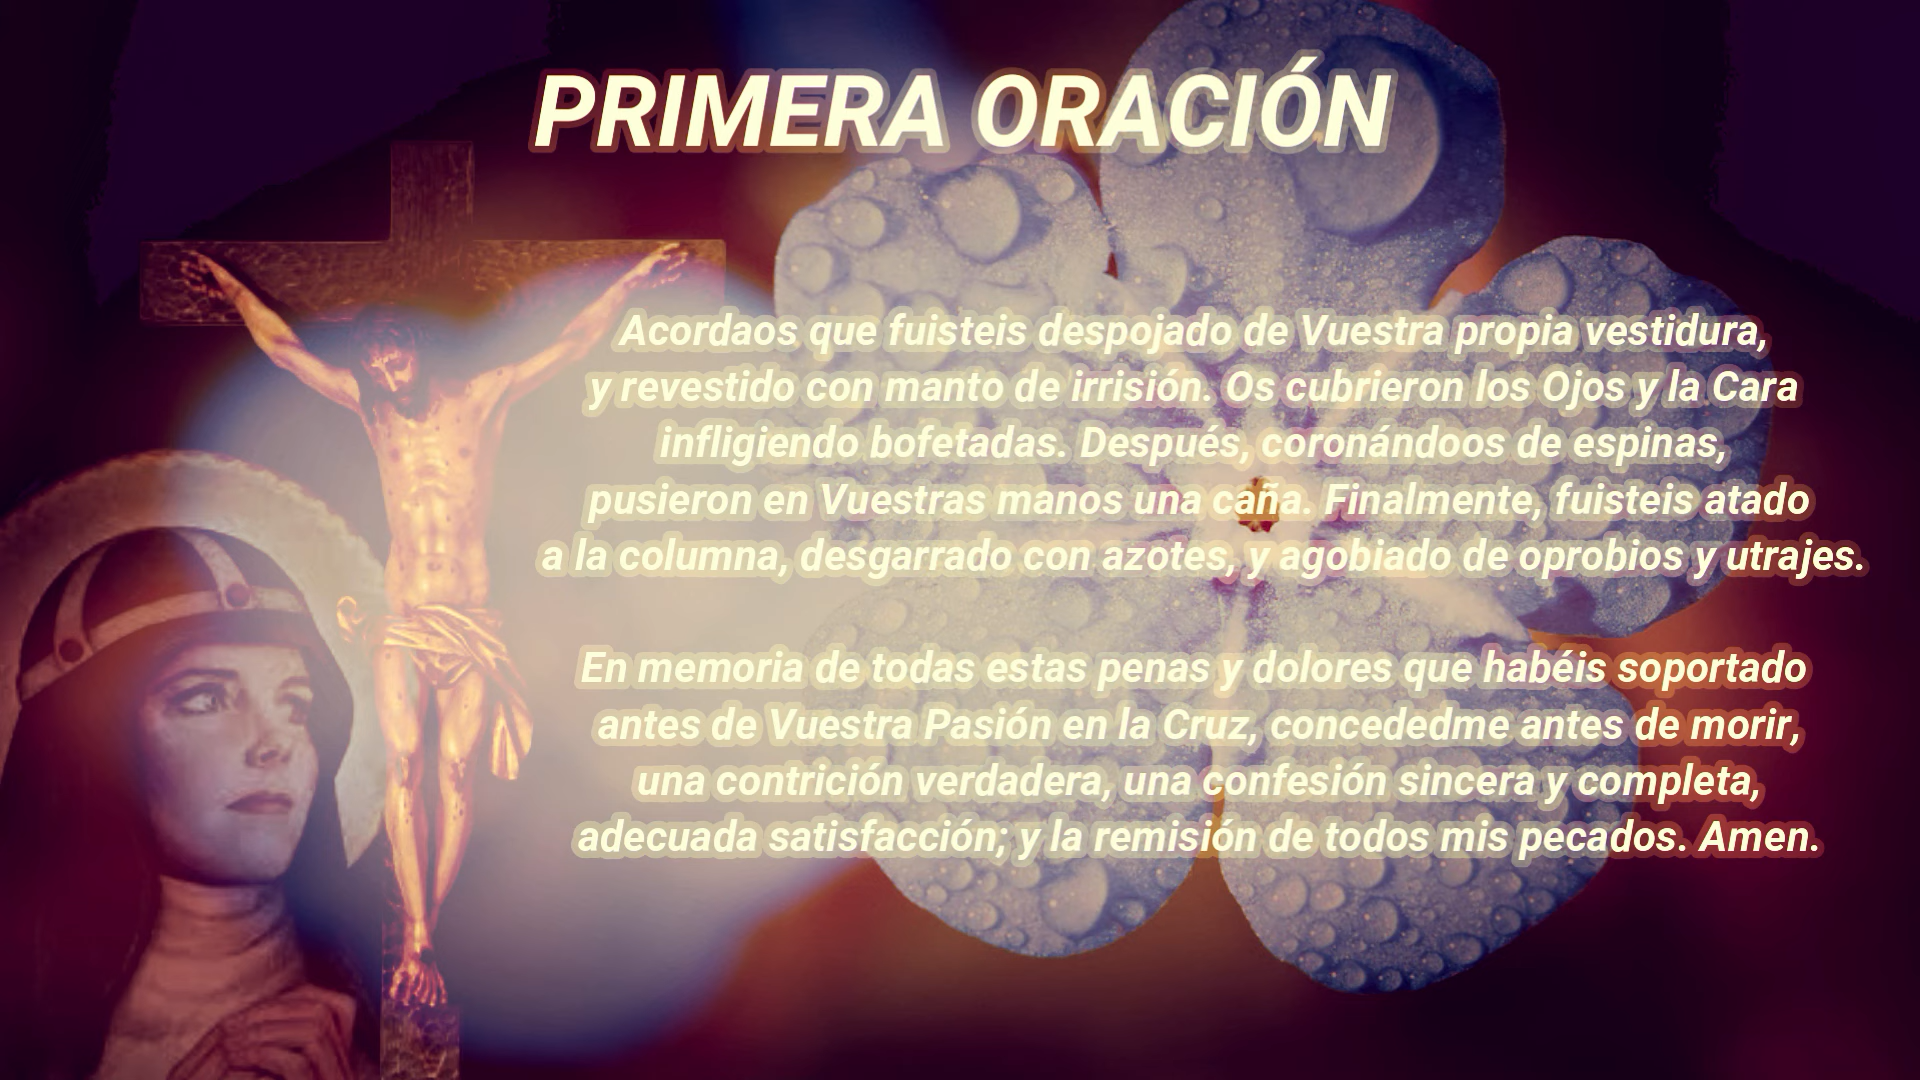 PRIMERA ORACIÓN
Acordaos que fuisteis despojado de Vuestra propia vestidura,
y revestido con manto de irrisión. Os cubrieron los Ojos y la Cara
infligiendo bofetadas. Después, coronándoos de espinas,
pusieron en Vuestras manos una caña. Finalmente, fuisteis atado
a la columna, desgarrado con azotes, y agobiado de oprobios y utrajes.
En memoria de todas estas penas y dolores que habéis soportado
antes de Vuestra Pasión en la Cruz, concededme antes de morir,
una contrición verdadera, una confesión sincera y completa,
adecuada satisfacción; y la remisión de todos mis pecados. Amen.